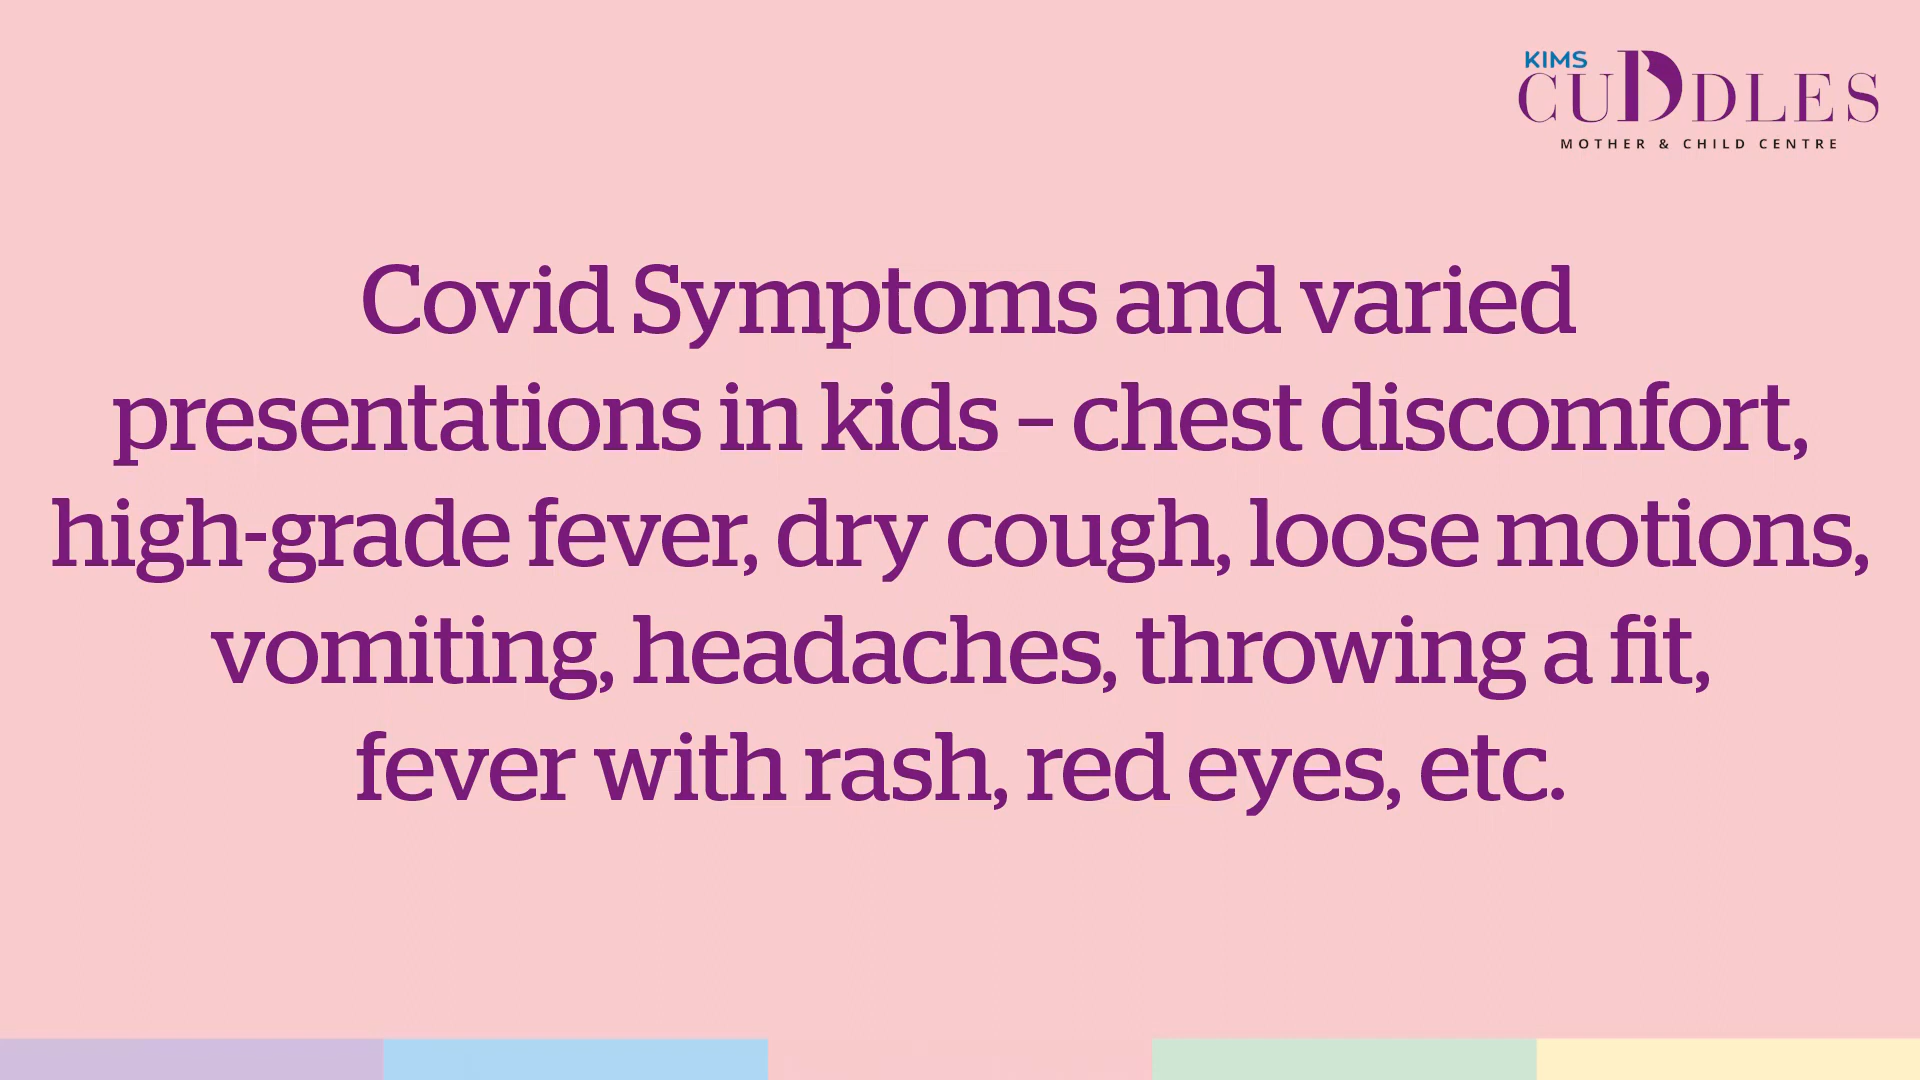 KIMS
CUDDLES
MOTHER & CHILD CENTRE
Covid Symptoms and varied
presentations in kids – chest discomfort,
high-grade fever, dry cough, loose motions,
vomiting, headaches, throwing a fit,
fever with rash, red eyes, etc.